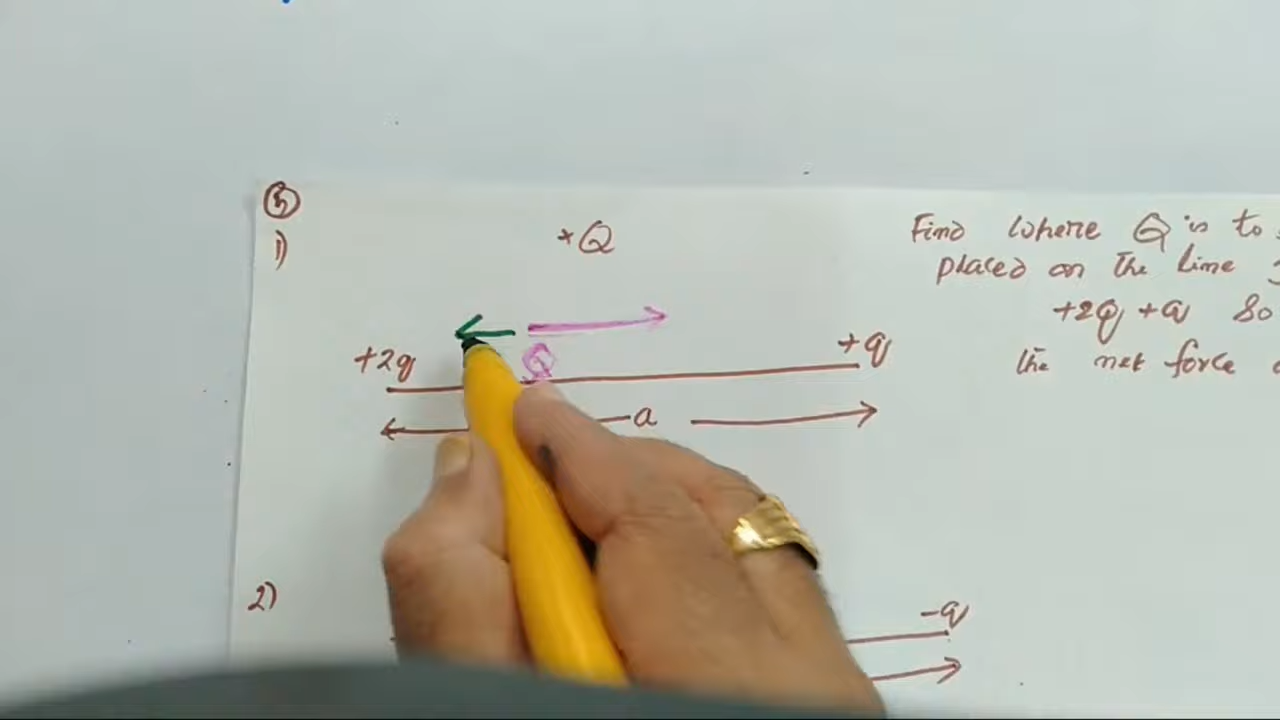 5
1)
+Q
Find where Q is to
placed on the line
+2q +q so
the net force
+2q
+q
Q
a
2)
-q